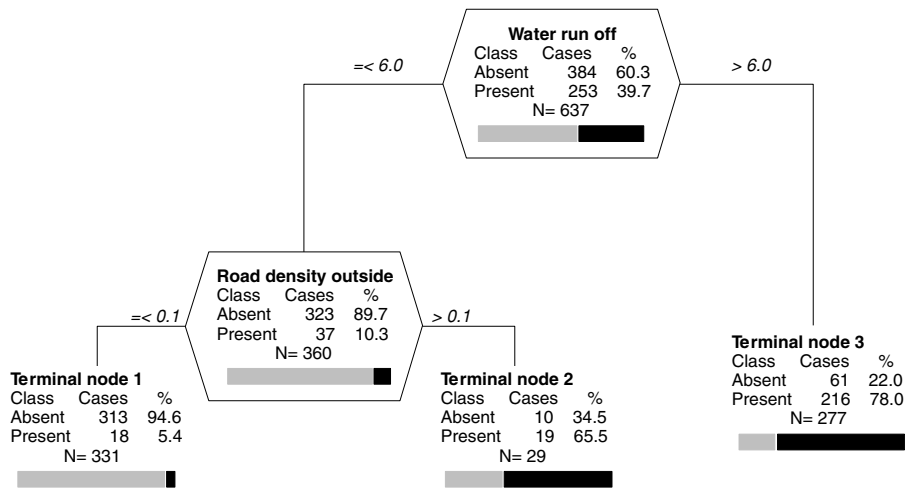 Water run off
Class Cases %
Absent 384 60.3
Present 253 39.7
N= 637
=< 6.0
> 6.0
Road density outside
Class Cases %
Absent 323 89.7
Present 37 10.3
N= 360
=< 0.1
> 0.1
Terminal node 1
Class Cases %
Absent 313 94.6
Present 18 5.4
N= 331
Terminal node 2
Class Cases %
Absent 10 34.5
Present 19 65.5
N= 29
Terminal node 3
Class Cases %
Absent 61 22.0
Present 216 78.0
N= 277